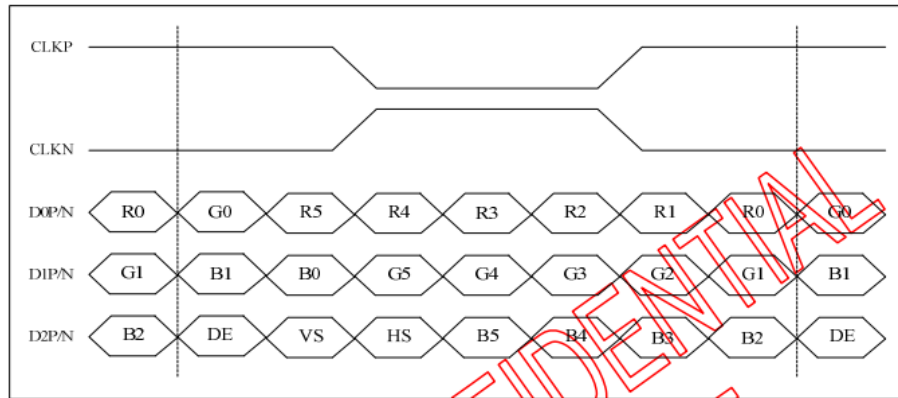 CLKP
CLKN
D0P/N R0 G0 R5 R4 R3 R2 R1 R0 G0
D1P/N G1 B1 B0 G5 G4 G3 G2 G1 B1
D2P/N B2 DE VS HS B5 B4 B3 B2 DE
TIDENTIAL